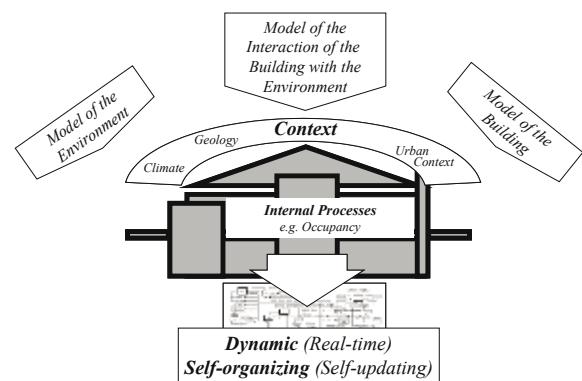 Model of the
Interaction of the
Building with the
Environment
Model of the
Environment
Model of the
Building
Context
Geology
Climate
Urban
Context
Internal Processes
e.g. Occupancy
Dynamic (Real-time)
Self-organizing (Self-updating)